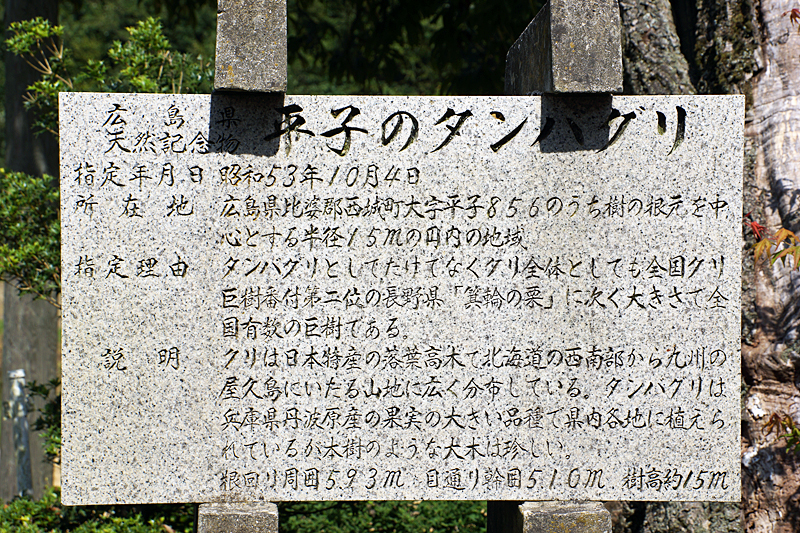 広島県
天然記念物
平子のタンバグリ
指定年月日 昭和53年10月4日
所在地 広島県比婆郡西城町大字平子856のうち樹の根元を中
心とする半径15mの円内の地域
指定理由 タンバグリとしてだけでなくグリ全体としても全国クリ
巨樹番付第二位の長野県「箕輪の栗」に次ぐ大きさで全
国有数の巨樹である
説明 クリは日本特産の落葉高木で北海道の西南部から九州の
屋久島にいたる山地に広く分布している。タンバグリは
兵庫県丹波原産の果実の大きい品種で県内各地に植えら
れているが本樹のような大木は珍しい。
根回り周囲5.93m 目通り幹囲5.10m 樹高約15m